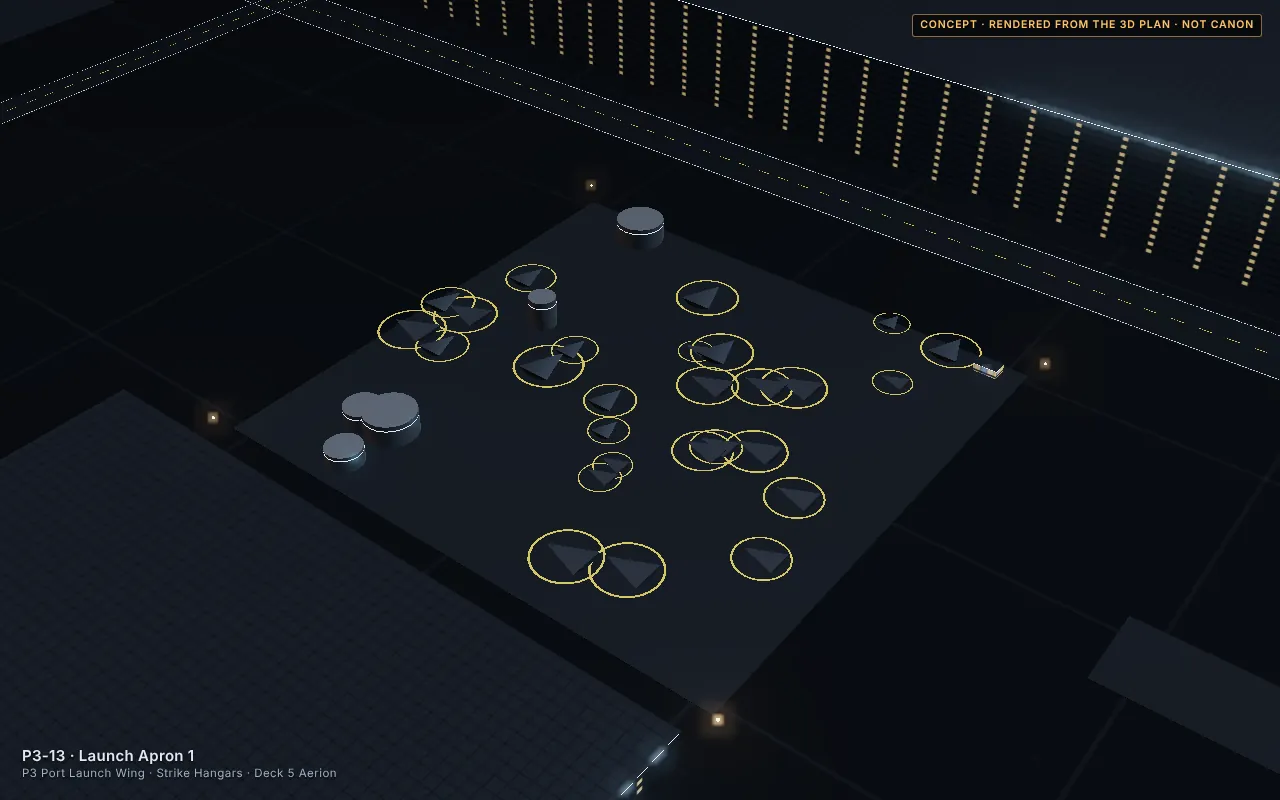 CONCEPT · RENDERED FROM THE 3D PLAN · NOT CANON
P3-13 · Launch Apron 1
P3 Port Launch Wing · Strike Hangars · Deck 5 Aerion